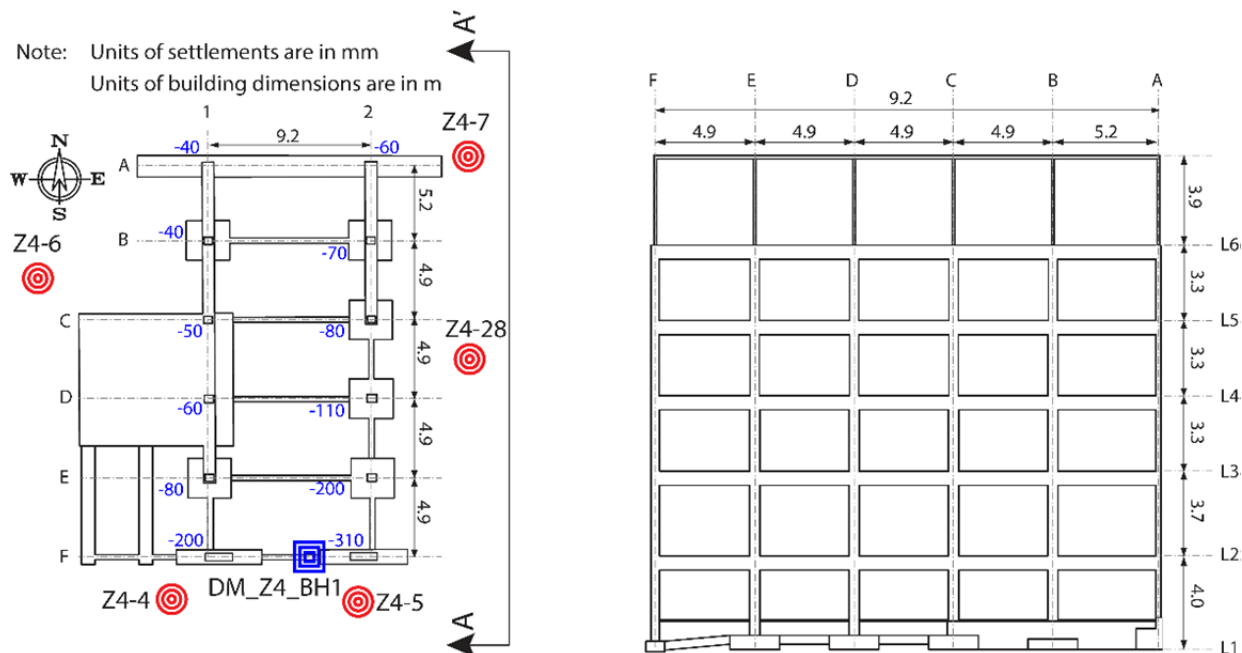 Note: Units of settlements are in mm
Units of building dimensions are in m
A'
1 2
9.2
Z4-7
-40 -60
A
N
W E
S
5.2
-40
B
-70
Z4-6
4.9
C
-50 -80
Z4-28
4.9
D
-60 -110
4.9
E
-80 -200
4.9
-200 -310
F
DM_Z4_BH1
Z4-4
Z4-5
A
F E D C B A
9.2
4.9 4.9 4.9 4.9 5.2
3.9
L6
3.3
L5
3.3
L4
3.3
L3
3.7
L2
4.0
L1